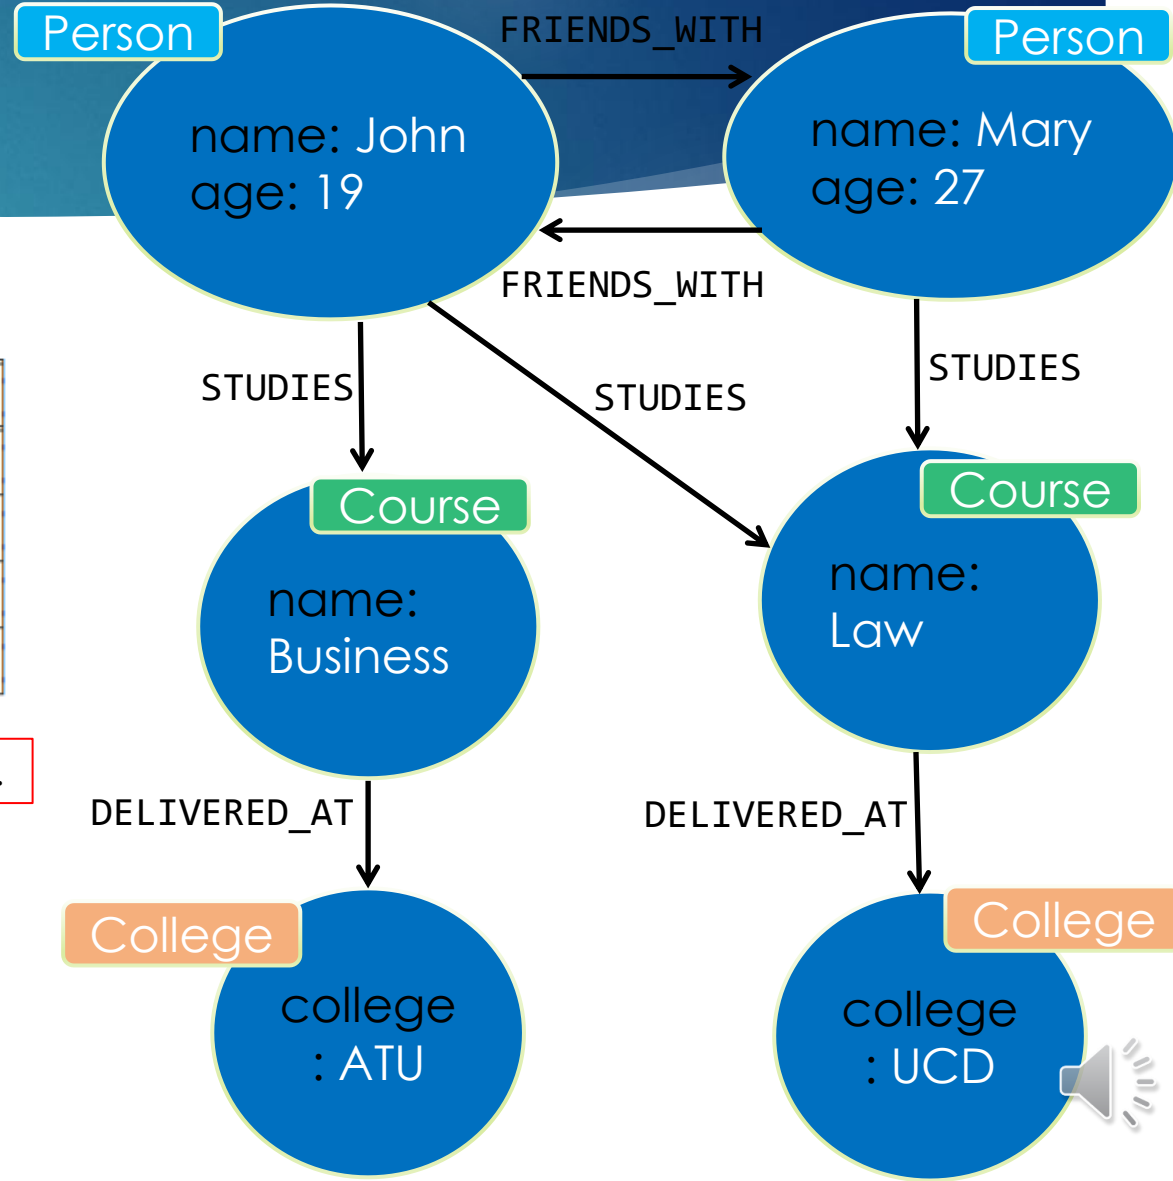 Person
FRIENDS_WITH
Person
name: John
age: 19
name: Mary
age: 27
FRIENDS_WITH
STUDIES
STUDIES
STUDIES
Course
Course
name:
Business
name:
Law
.
DELIVERED_AT
DELIVERED_AT
College
College
college
: ATU
college
: UCD